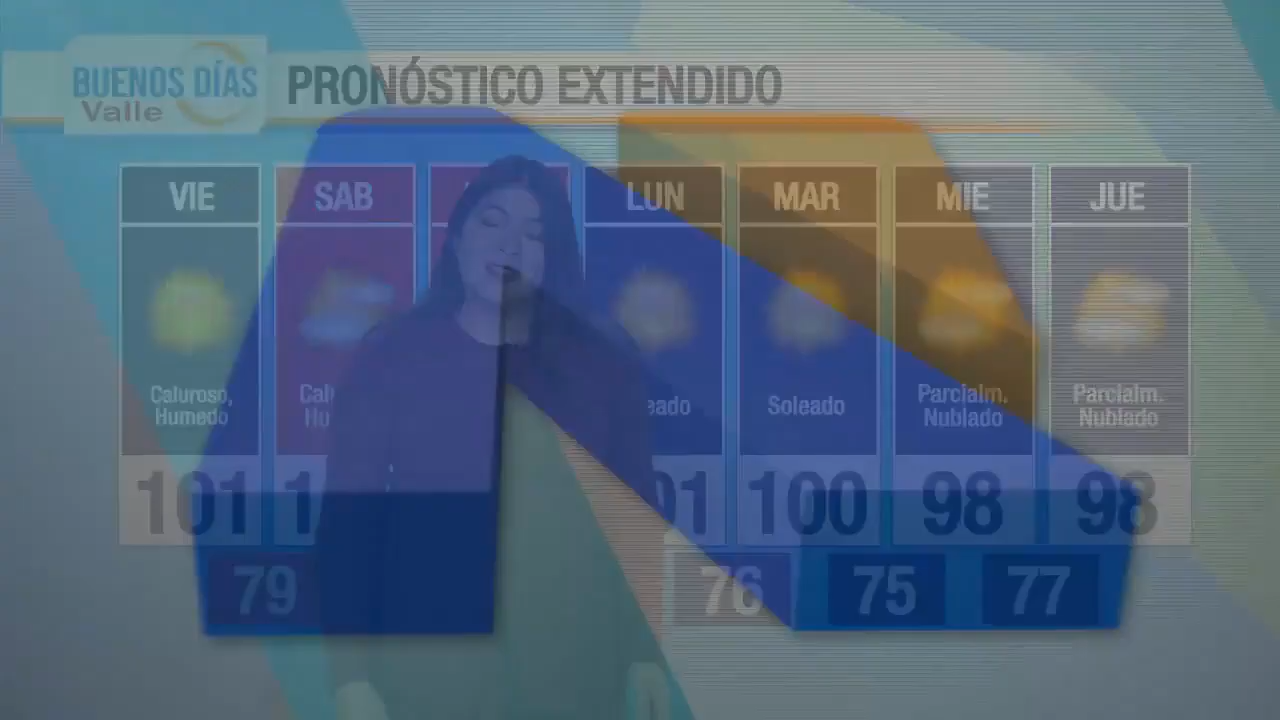 BUENOS DÍAS
Valle
PRONÓSTICO EXTENDIDO
VIE SAB LUN MAR MIE JUE
Caluroso, Soleado Parcialm. Parcialm.
Humedo Nublado Nublado
101 100 98 98
79 76 75 77